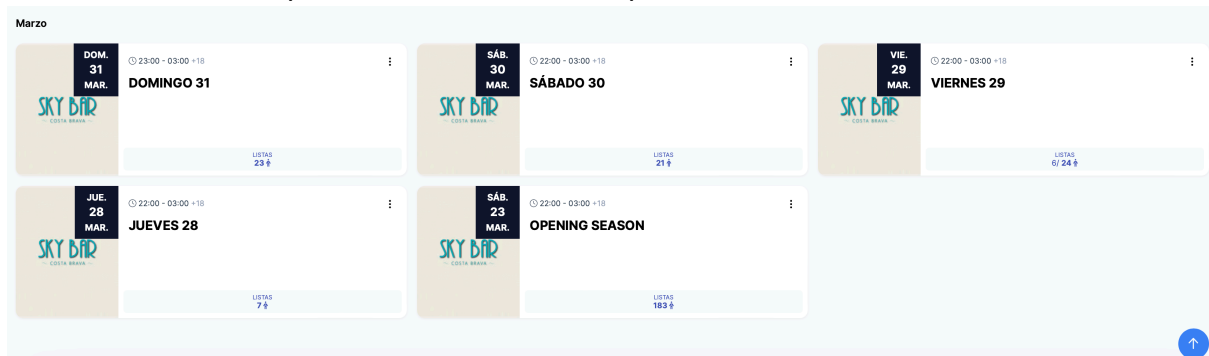 Marzo
DOM.
31
MAR.
SKY BAR
COSTA BRAVA
23:00 - 03:00 +18
DOMINGO 31
LISTAS
23
SÁB.
30
MAR.
SKY BAR
COSTA BRAVA
22:00 - 03:00 +18
SÁBADO 30
LISTAS
21
VIE.
29
MAR.
SKY BAR
COSTA BRAVA
22:00 - 03:00 +18
VIERNES 29
LISTAS
6/ 24
JUE.
28
MAR.
SKY BAR
COSTA BRAVA
22:00 - 03:00 +18
JUEVES 28
LISTAS
7
SÁB.
23
MAR.
SKY BAR
COSTA BRAVA
22:00 - 03:00 +18
OPENING SEASON
LISTAS
183